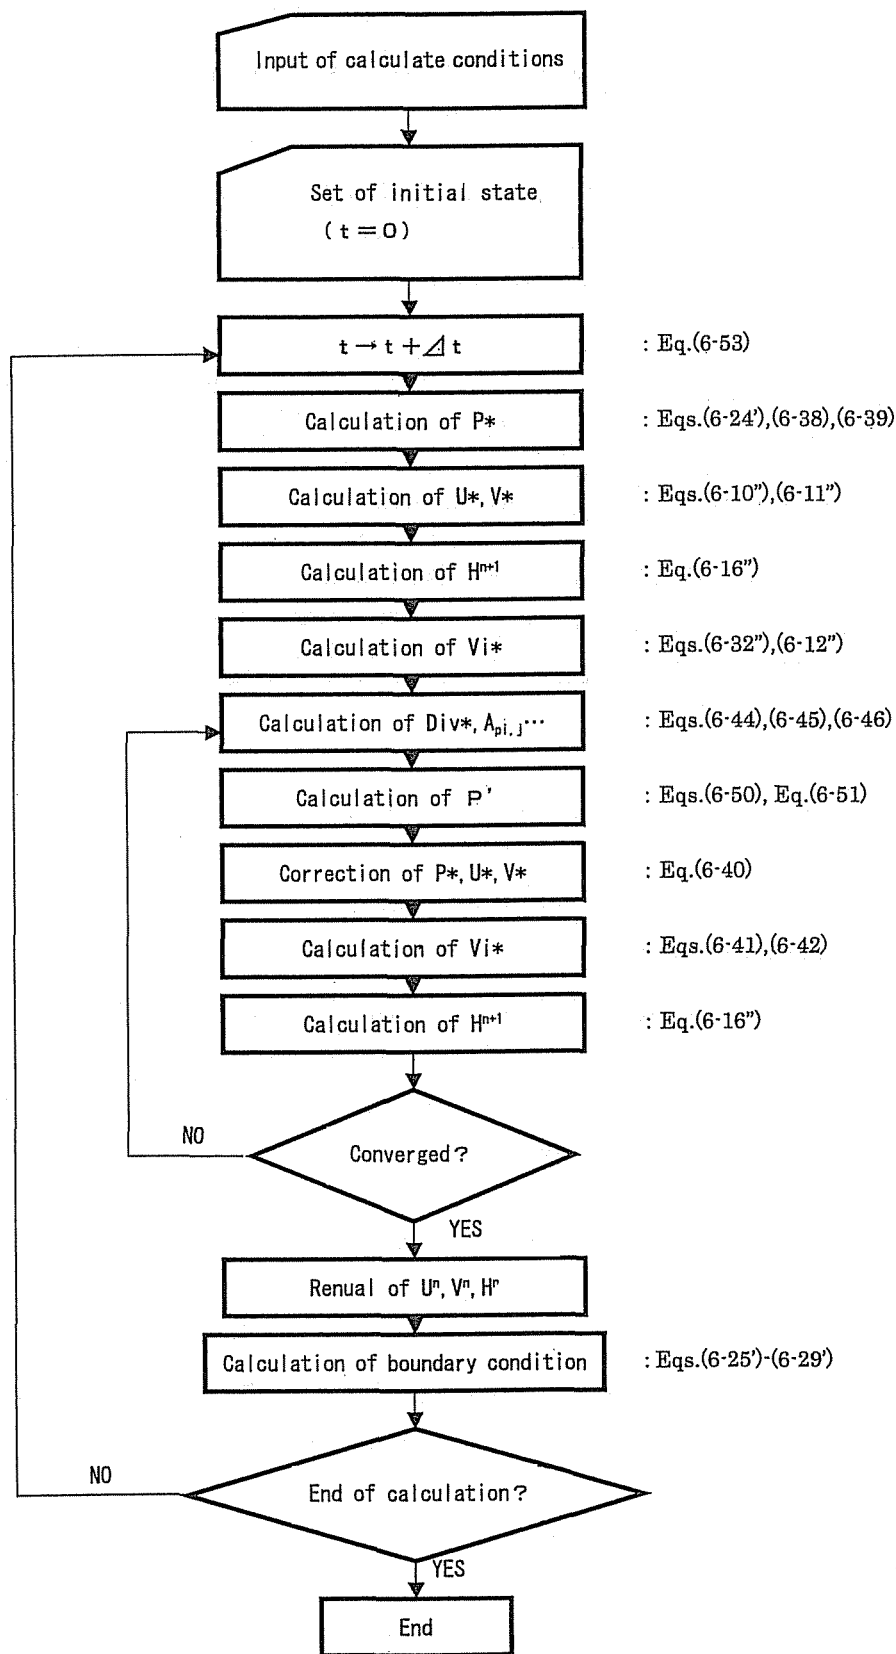 Input of calculate conditions
Set of initial state
(t=0)
t→t+⊿t : Eq.(6-53)
Calculation of P* : Eqs.(6-24'),(6-38),(6-39)
Calculation of U*, V* : Eqs.(6-10”),(6-11”)
Calculation of Hⁿ⁺¹ : Eq.(6-16”)
Calculation of Vi* : Eqs.(6-32”),(6-12”)
Calculation of Div*, A_pi,j⋯ : Eqs.(6-44),(6-45),(6-46)
Calculation of P' : Eqs.(6-50), Eq.(6-51)
Correction of P*, U*, V* : Eq.(6-40)
Calculation of Vi* : Eqs.(6-41),(6-42)
Calculation of Hⁿ⁺¹ : Eq.(6-16”)
NO
Converged?
YES
Renual of Uⁿ, Vⁿ, Hⁿ
Calculation of boundary condition : Eqs.(6-25')-(6-29')
NO
End of calculation?
YES
End